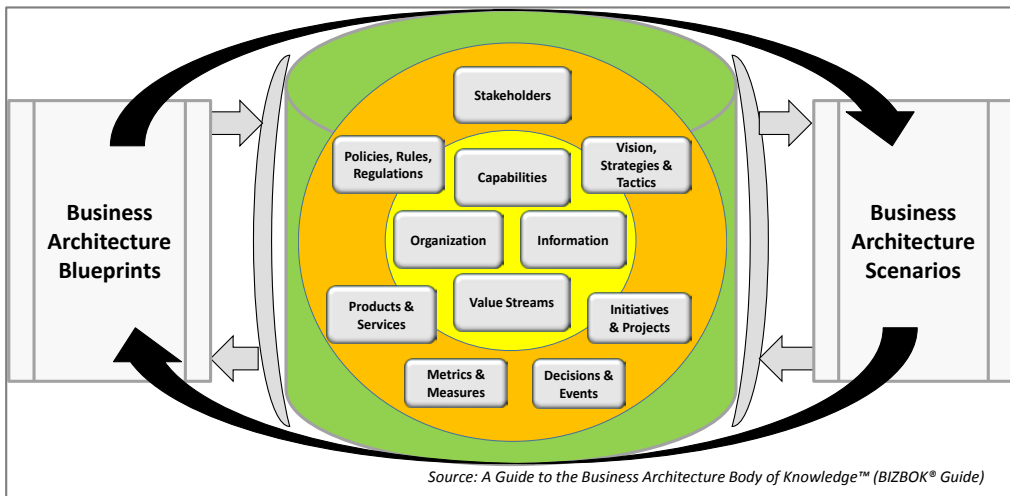 Stakeholders
Policies, Rules,
Regulations
Vision,
Strategies &
Tactics
Capabilities
Business
Architecture
Blueprints
Organization
Information
Business
Architecture
Scenarios
Products &
Services
Value Streams
Initiatives
& Projects
Metrics &
Measures
Decisions &
Events
Source: A Guide to the Business Architecture Body of Knowledge™ (BIZBOK® Guide)